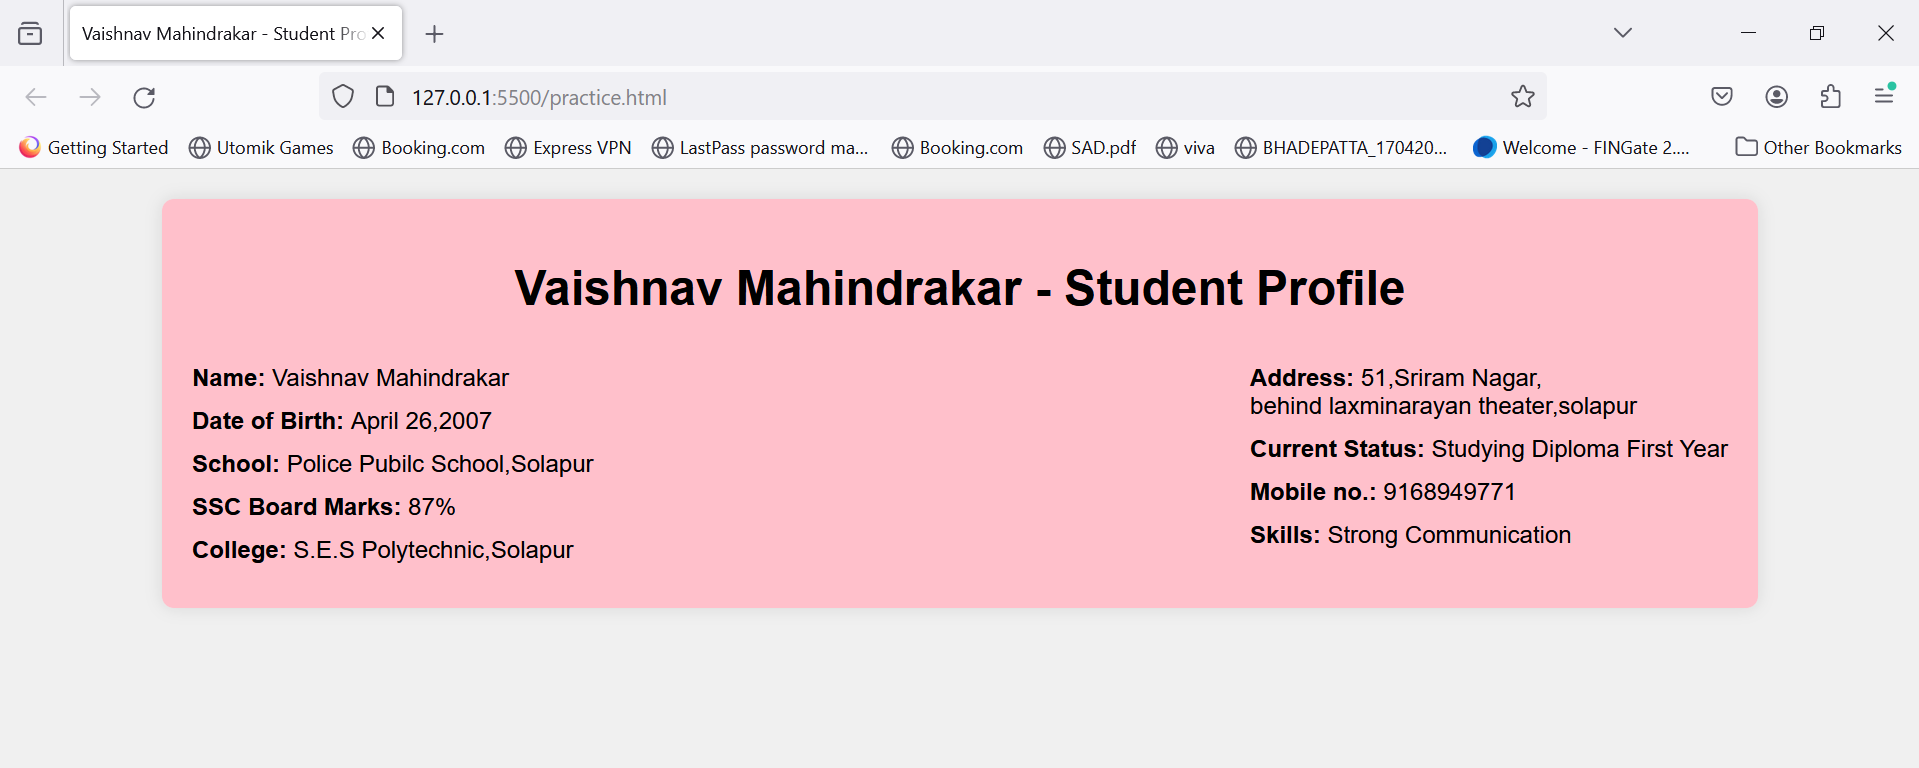 Vaishnav Mahindrakar - Student Pro
127.0.0.1:5500/practice.html
Getting Started Utomik Games Booking.com Express VPN LastPass password ma... Booking.com SAD.pdf viva BHADEPATTA_170420... Welcome - FINGate 2.... Other Bookmarks
Vaishnav Mahindrakar - Student Profile
Name: Vaishnav Mahindrakar
Date of Birth: April 26,2007
School: Police Pubilc School,Solapur
SSC Board Marks: 87%
College: S.E.S Polytechnic,Solapur
Address: 51,Sriram Nagar,
behind laxminarayan theater,solapur
Current Status: Studying Diploma First Year
Mobile no.: 9168949771
Skills: Strong Communication